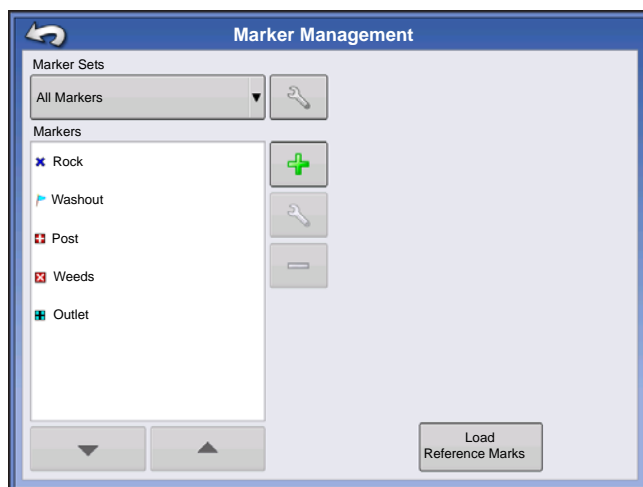 Marker Management
Marker Sets
All Markers
Markers
Rock
Washout
Post
Weeds
Outlet
Load
Reference Marks